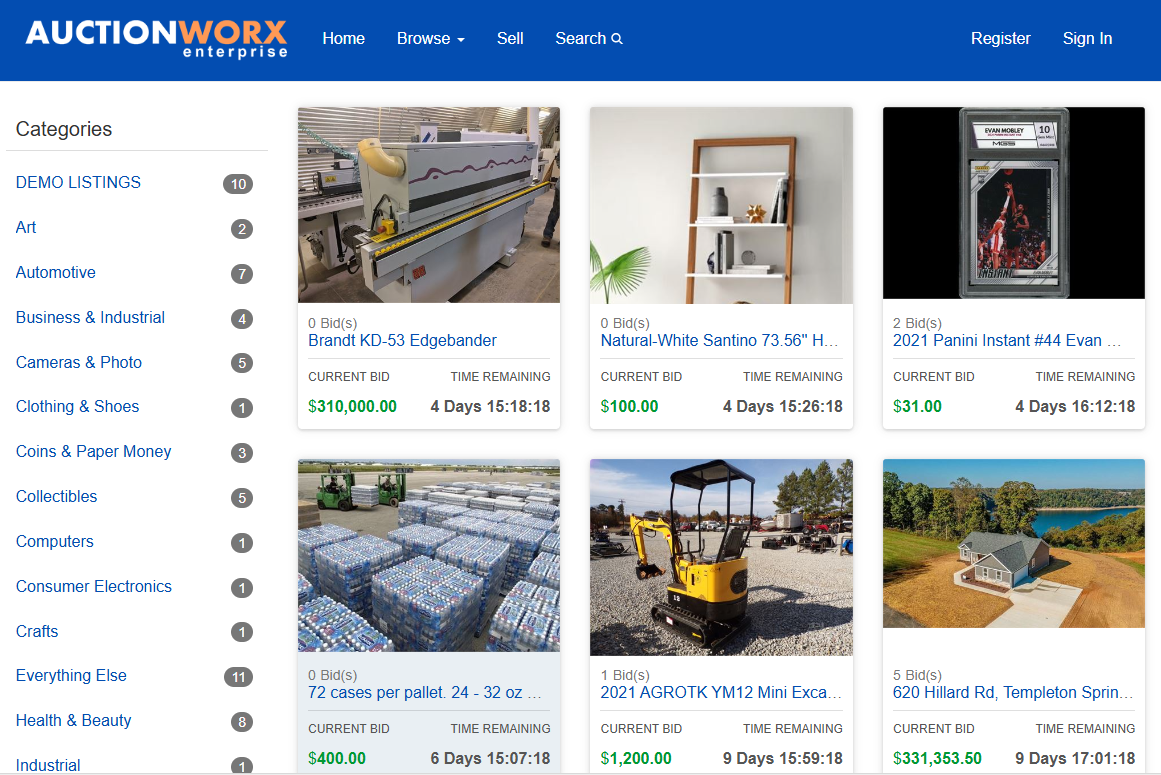 AUCTIONWORX
enterprise
Home
Browse
Sell
Search
Register
Sign In
Categories
DEMO LISTINGS 10
Art 2
Automotive 7
Business & Industrial 4
Cameras & Photo 5
Clothing & Shoes 1
Coins & Paper Money 3
Collectibles 5
Computers 1
Consumer Electronics 1
Crafts 1
Everything Else 11
Health & Beauty 8
Industrial 1
0 Bid(s)
Brandt KD-53 Edgebander
CURRENT BID TIME REMAINING
$310,000.00 4 Days 15:18:18
0 Bid(s)
Natural-White Santino 73.56" H...
CURRENT BID TIME REMAINING
$100.00 4 Days 15:26:18
EVAN MOBLEY
10
MGS
INSTANT
2 Bid(s)
2021 Panini Instant #44 Evan ...
CURRENT BID TIME REMAINING
$31.00 4 Days 16:12:18
0 Bid(s)
72 cases per pallet. 24 - 32 oz ...
CURRENT BID TIME REMAINING
$400.00 6 Days 15:07:18
1 Bid(s)
2021 AGROTK YM12 Mini Exca...
CURRENT BID TIME REMAINING
$1,200.00 9 Days 15:59:18
5 Bid(s)
620 Hillard Rd, Templeton Sprin...
CURRENT BID TIME REMAINING
$331,353.50 9 Days 17:01:18